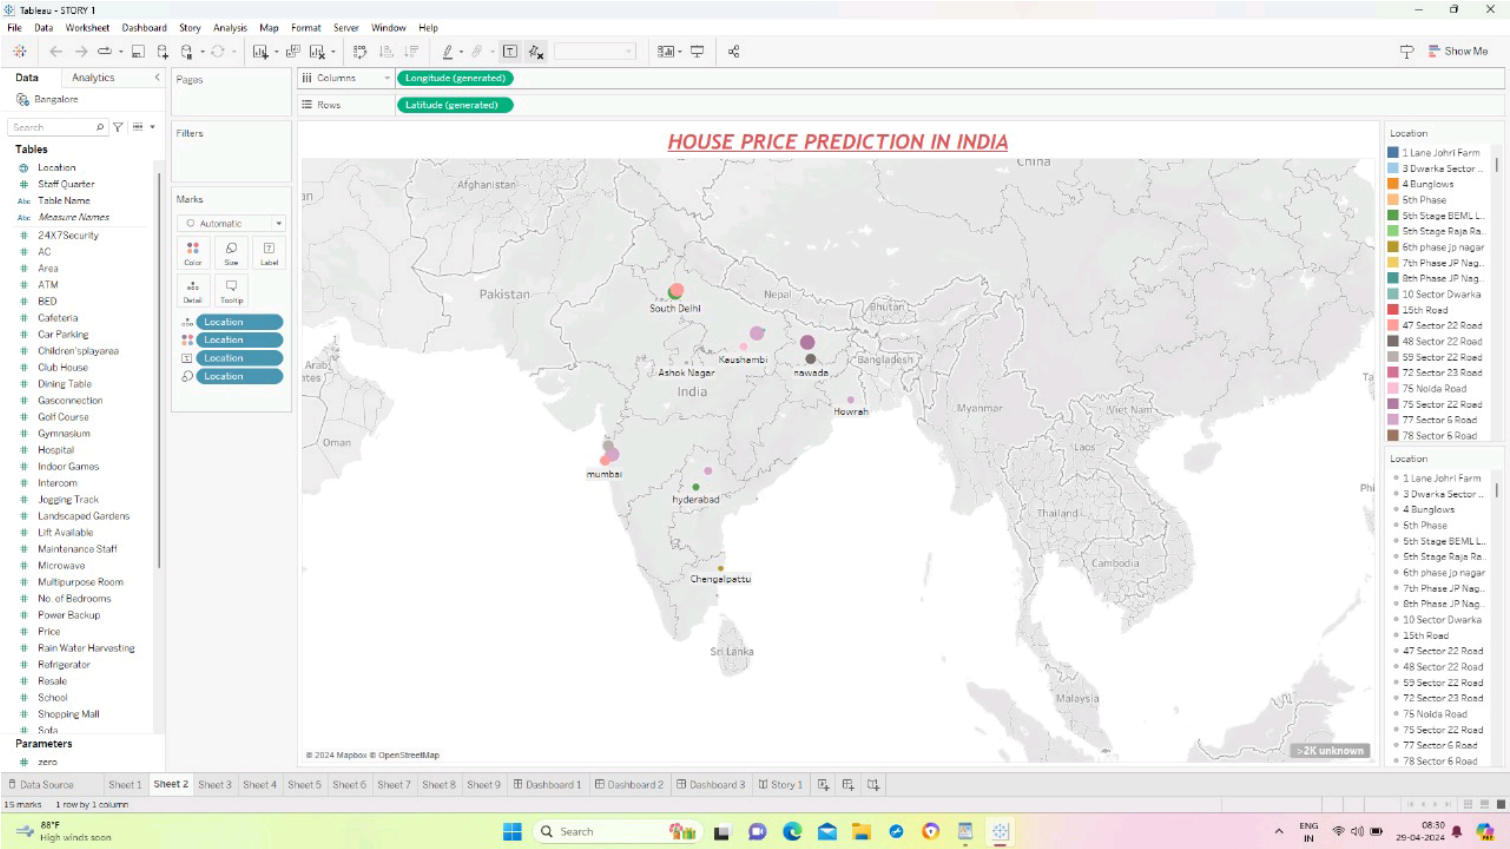 Tableau - STORY 1
File Data Worksheet Dashboard Story Analysis Map Format Server Window Help
Show Me
Data Analytics
Bangalore
Search
Tables
Location
Staff Quarter
Abc Table Name
Abc Measure Names
24X7Security
AC
Area
ATM
BED
Cafeteria
Car Parking
Children'splayarea
Club House
Dining Table
Gasconnection
Golf Course
Gymnasium
Hospital
Indoor Games
Intercom
Jogging Track
Landscaped Gardens
Lift Available
Maintenance Staff
Microwave
Multipurpose Room
No. of Bedrooms
Power Backup
Price
Rain Water Harvesting
Refrigerator
Resale
School
Shopping Mall
Sofa
Parameters
zero
Pages
Filters
Marks
Automatic
Color Size Label
Detail Tooltip
Location
Location
Location
Location
Columns Longitude (generated)
Rows Latitude (generated)
HOUSE PRICE PREDICTION IN INDIA
China
Afghanistan
Pakistan
Nepal
Bhutan
South Delhi
Kaushambi
Bangladesh
Ashok Nagar
nawada
India
Howrah
Myanmar
Vietnam
Oman
Laos
mumbai
hyderabad
Thailand
Cambodia
Chengalpattu
Sri Lanka
Malaysia
© 2024 Mapbox © OpenStreetMap
>2K unknown
Location
1 Lane Johri Farm
3 Dwarka Sector ..
4 Bunglows
5th Phase
5th Stage BEML L..
5th Stage Raja Ra..
6th phase jp nagar
7th Phase JP Nag..
8th Phase JP Nag..
10 Sector Dwarka
15th Road
47 Sector 22 Road
48 Sector 22 Road
59 Sector 22 Road
72 Sector 23 Road
75 Noida Road
75 Sector 22 Road
77 Sector 6 Road
78 Sector 6 Road
Location
1 Lane Johri Farm
3 Dwarka Sector ..
4 Bunglows
5th Phase
5th Stage BEML L..
5th Stage Raja Ra..
6th phase jp nagar
7th Phase JP Nag..
8th Phase JP Nag..
10 Sector Dwarka
15th Road
47 Sector 22 Road
48 Sector 22 Road
59 Sector 22 Road
72 Sector 23 Road
75 Noida Road
75 Sector 22 Road
77 Sector 6 Road
78 Sector 6 Road
Data Source Sheet 1 Sheet 2 Sheet 3 Sheet 4 Sheet 5 Sheet 6 Sheet 7 Sheet 8 Sheet 9 Dashboard 1 Dashboard 2 Dashboard 3 Story 1
15 marks 1 row by 1 column
88°F
High winds soon
Search
ENG
IN
08:30
29-04-2024